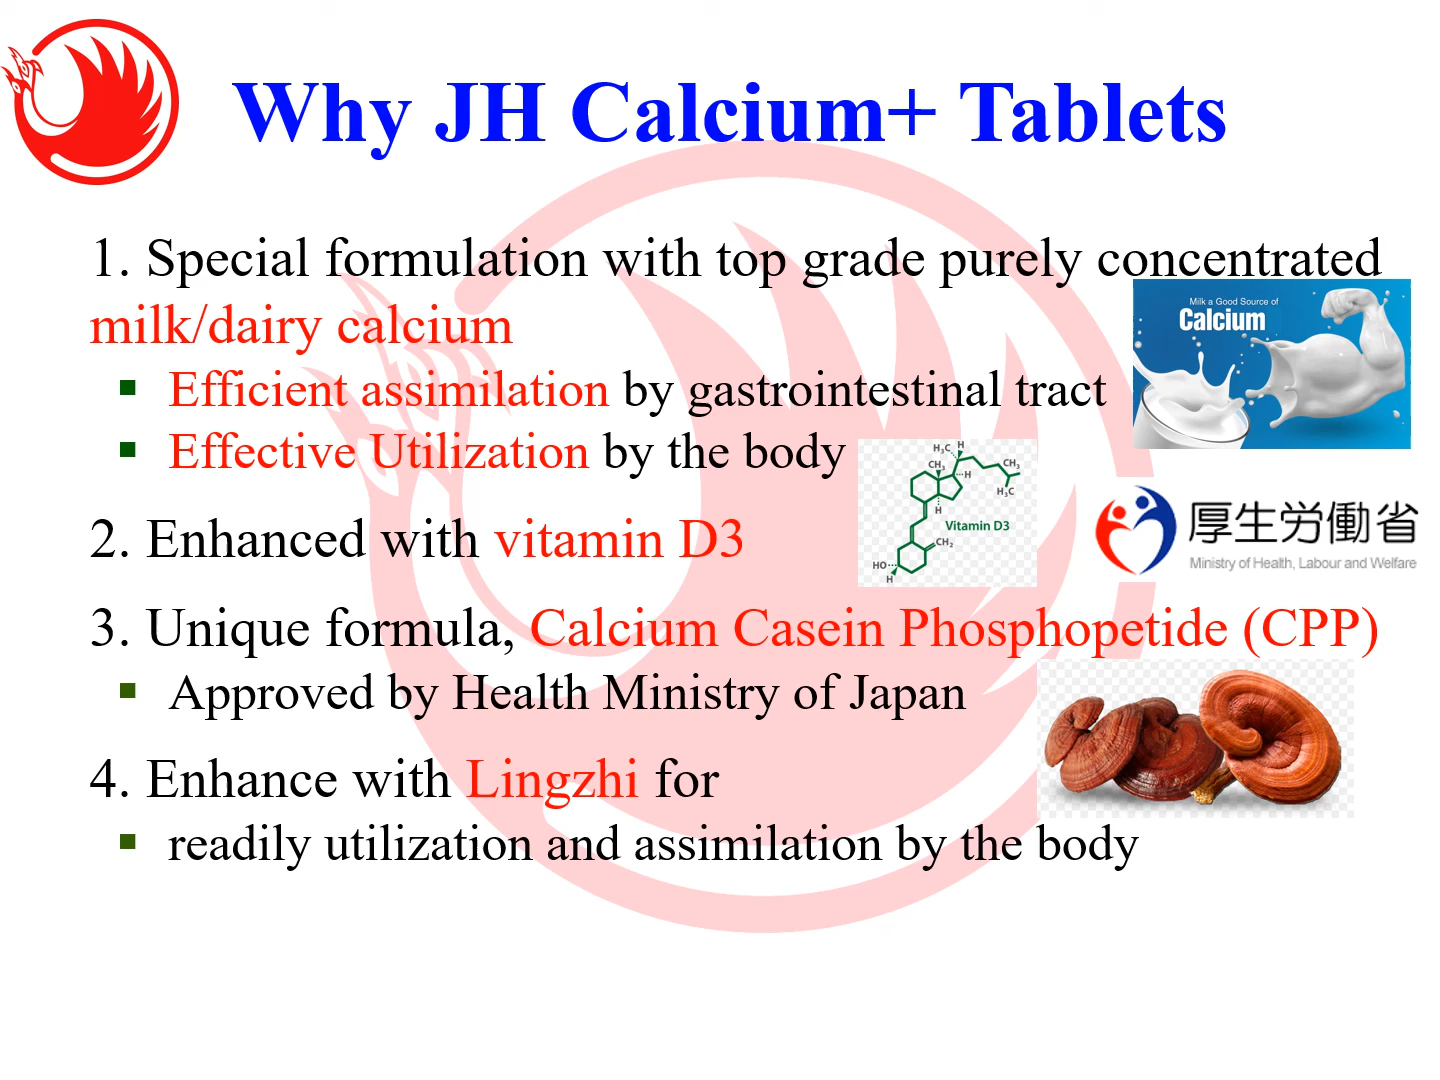 Why JH Calcium+ Tablets
1. Special formulation with top grade purely concentrated
milk/dairy calcium
Milk a Good Source of
Calcium
▪ Efficient assimilation by gastrointestinal tract
▪ Effective Utilization by the body
H₃C
H
CH₃
CH₃
H
H₃C
H
Vitamin D3
CH₂
HO
H
2. Enhanced with vitamin D3
厚生労働省
Ministry of Health, Labour and Welfare
3. Unique formula, Calcium Casein Phosphopetide (CPP)
▪ Approved by Health Ministry of Japan
4. Enhance with Lingzhi for
▪ readily utilization and assimilation by the body